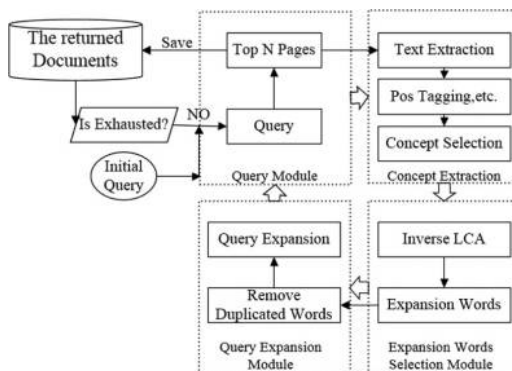 The returned
Documents
Save
Top N Pages
Text Extraction
Is Exhausted?
NO
Query
Pos Tagging,etc.
Concept Selection
Initial
Query
Query Module
Concept Extraction
Query Expansion
Inverse LCA
Remove
Duplicated Words
Expansion Words
Query Expansion
Module
Expansion Words
Selection Module